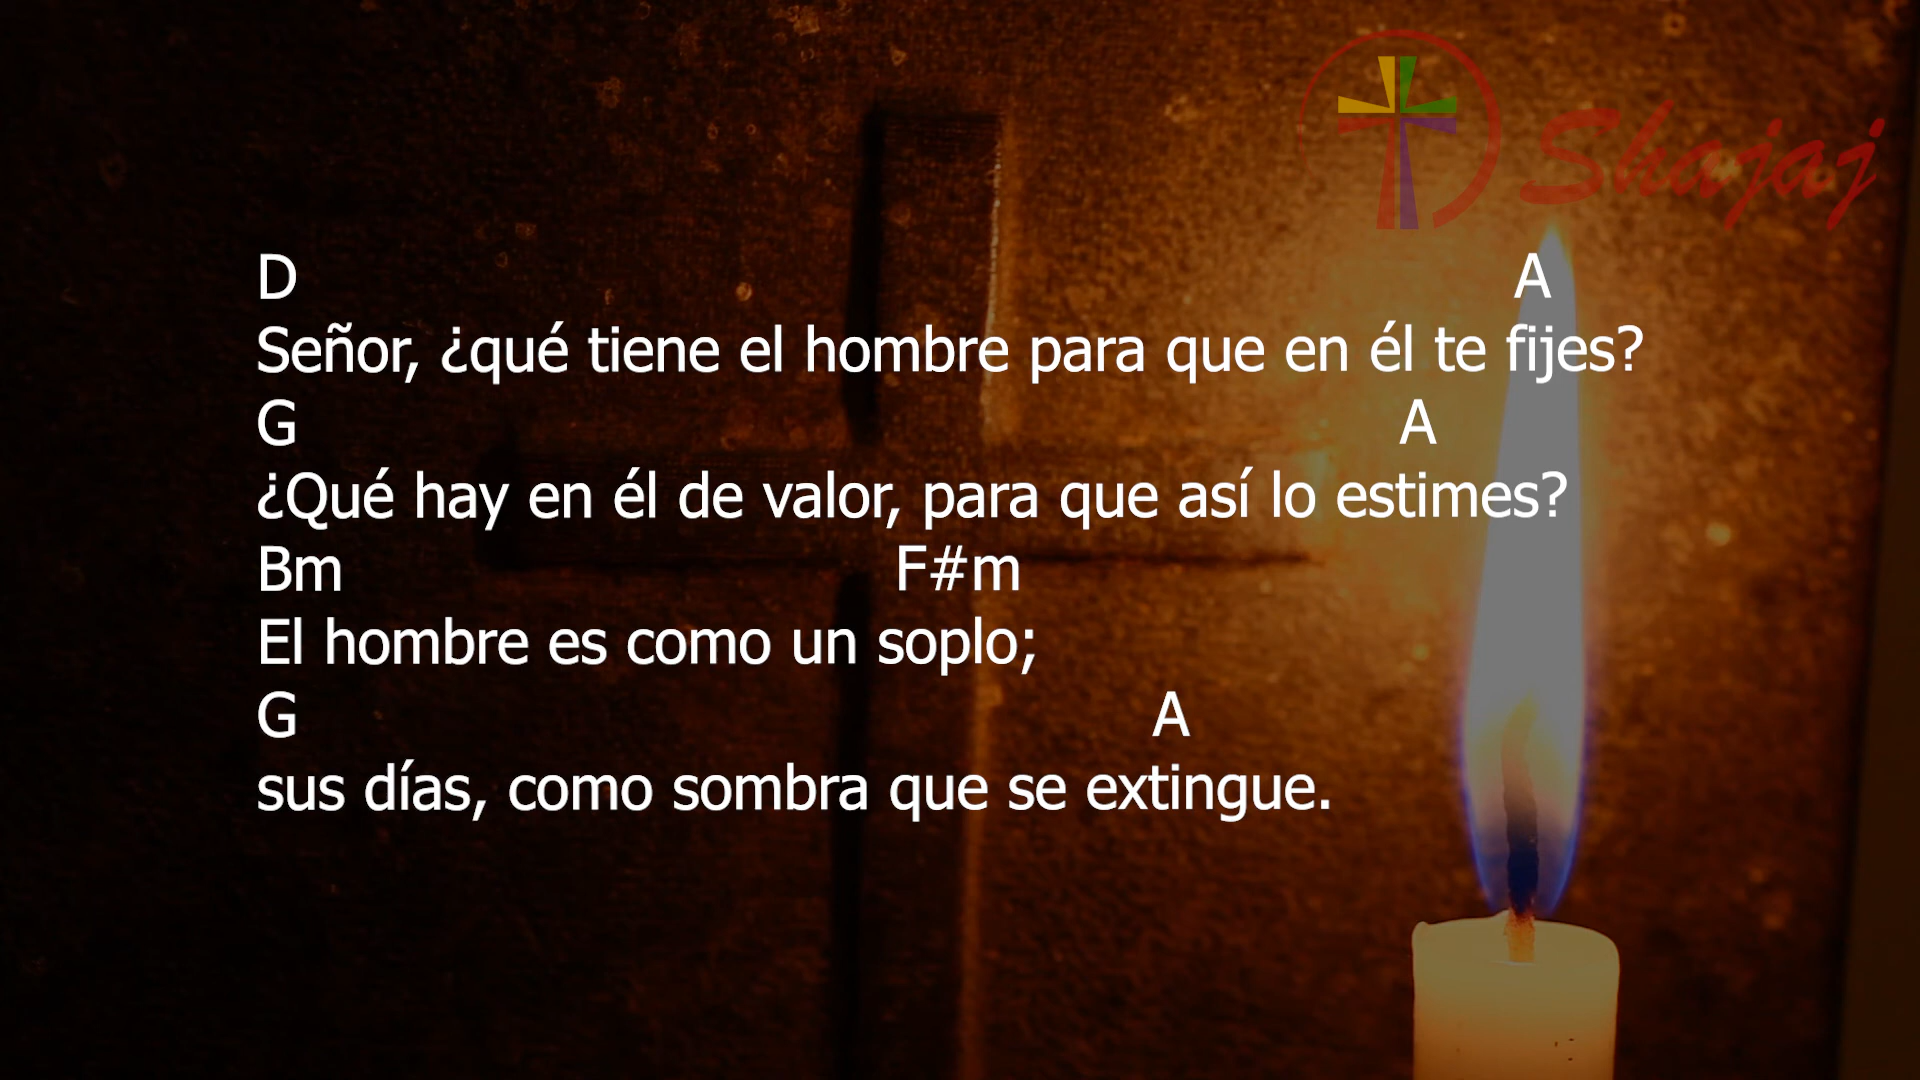 Shajaj
D A
Señor, ¿qué tiene el hombre para que en él te fijes?
G A
¿Qué hay en él de valor, para que así lo estimes?
Bm F#m
El hombre es como un soplo;
G A
sus días, como sombra que se extingue.